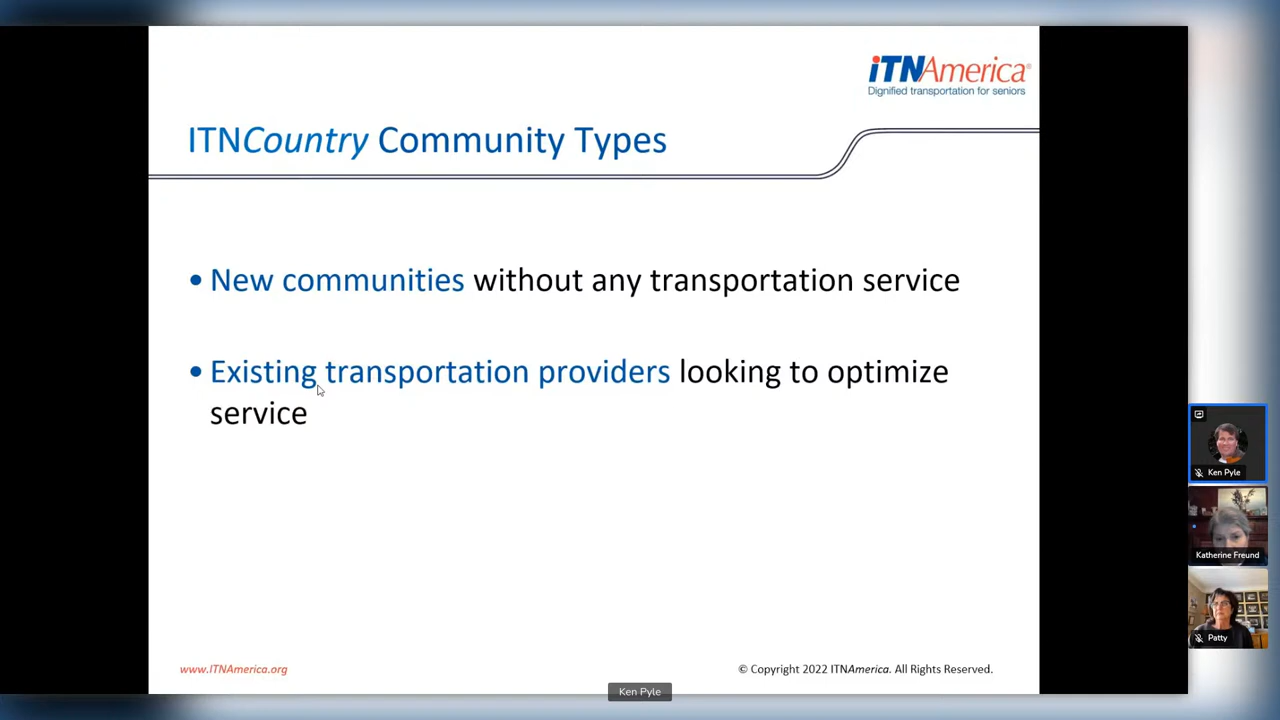 iTNAmerica®
Dignified transportation for seniors
ITNCountry Community Types
• New communities without any transportation service
• Existing transportation providers looking to optimize
service
Ken Pyle
Katherine Freund
Patty
www.ITNAmerica.org
© Copyright 2022 ITNAmerica. All Rights Reserved.
Ken Pyle